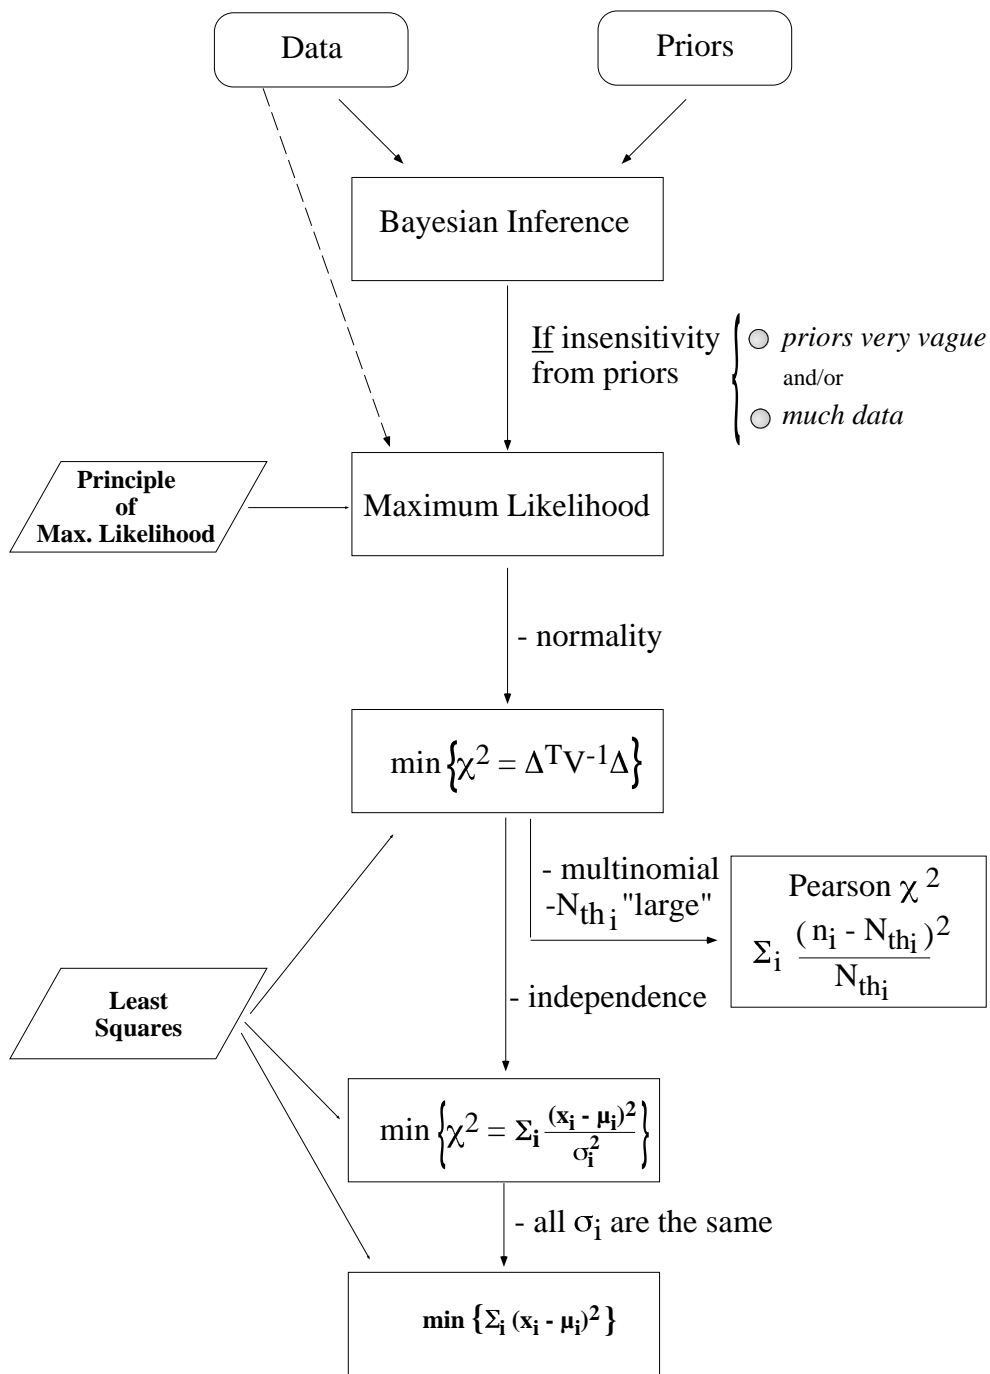 Data
Priors
Bayesian Inference
If insensitivity
from priors
priors very vague
and/or
much data
Principle
of
Max. Likelihood
Maximum Likelihood
- normality
min {χ² = Δᵀ V⁻¹ Δ}
- multinomial
-N_th_i "large"
Pearson χ²
Σ_i (n_i - N_th_i)² / N_th_i
- independence
Least
Squares
min {χ² = Σ_i (x_i - μ_i)² / σ_i²}
- all σ_i are the same
min {Σ_i (x_i - μ_i)²}